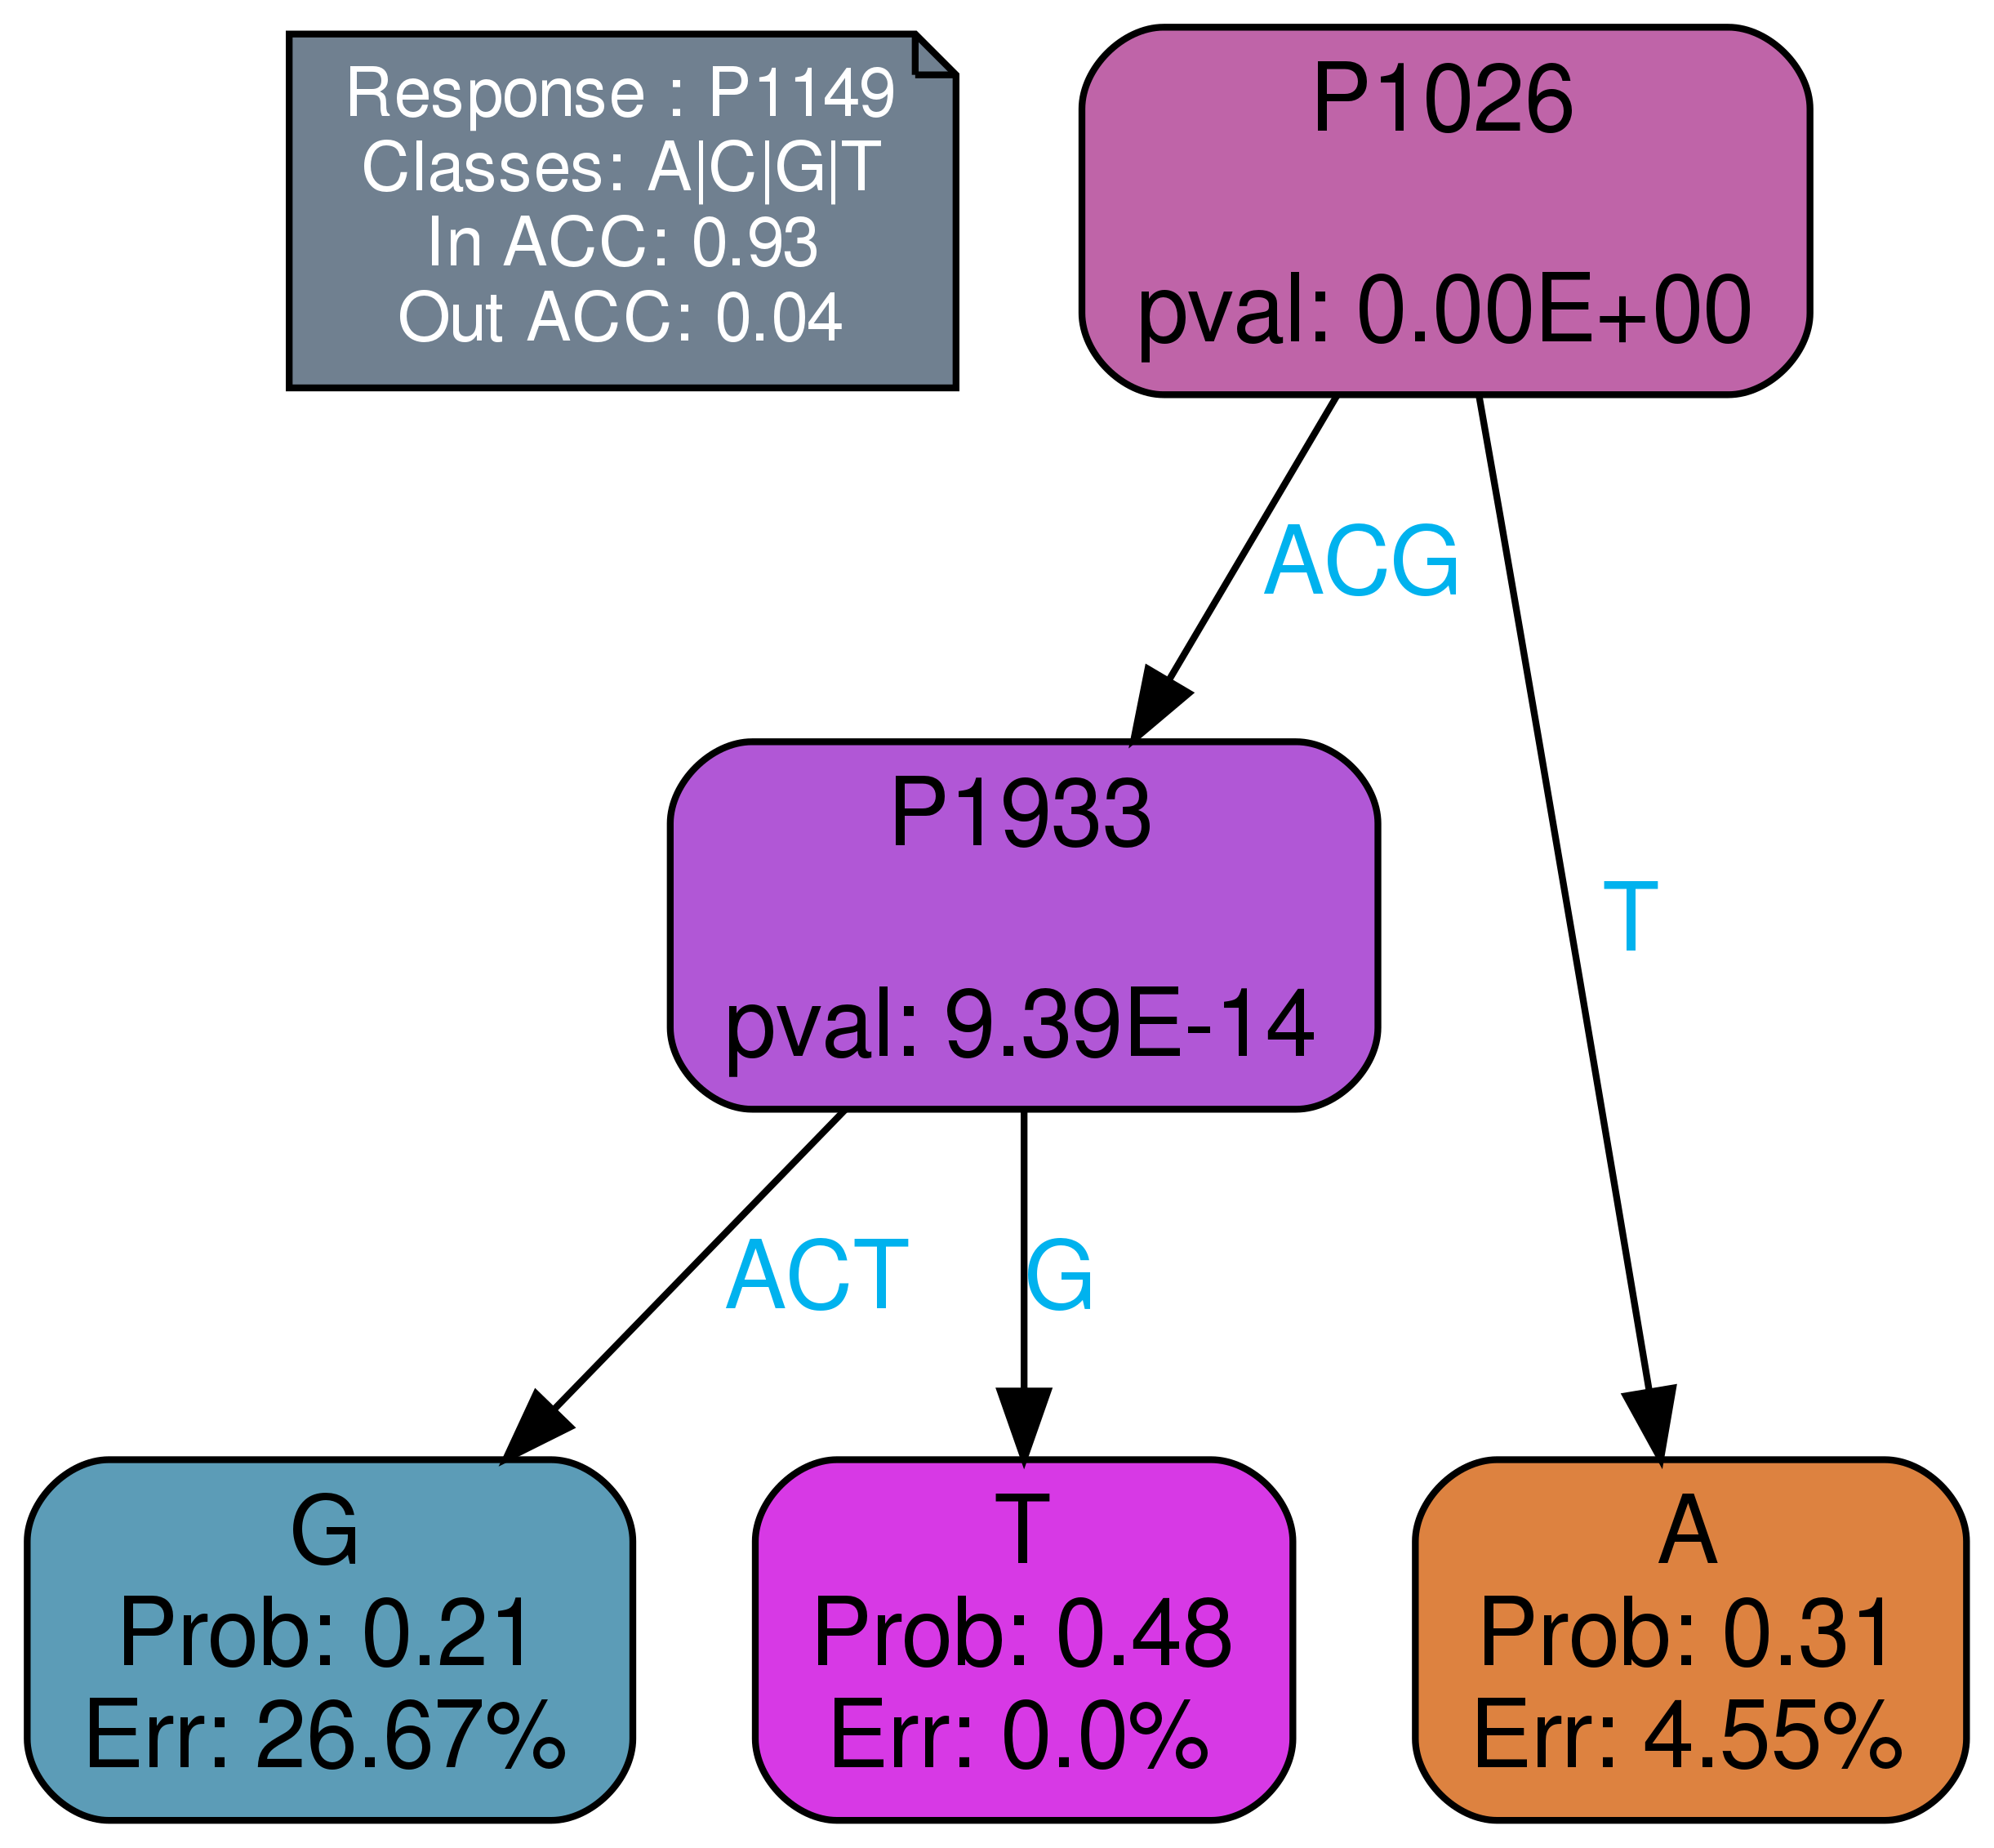 Response : P1149
Classes: A|C|G|T
In ACC: 0.93
Out ACC: 0.04
P1026
pval: 0.00E+00
ACG
P1933
pval: 9.39E-14
T
ACT
G
G
Prob: 0.21
Err: 26.67%
T
Prob: 0.48
Err: 0.0%
A
Prob: 0.31
Err: 4.55%